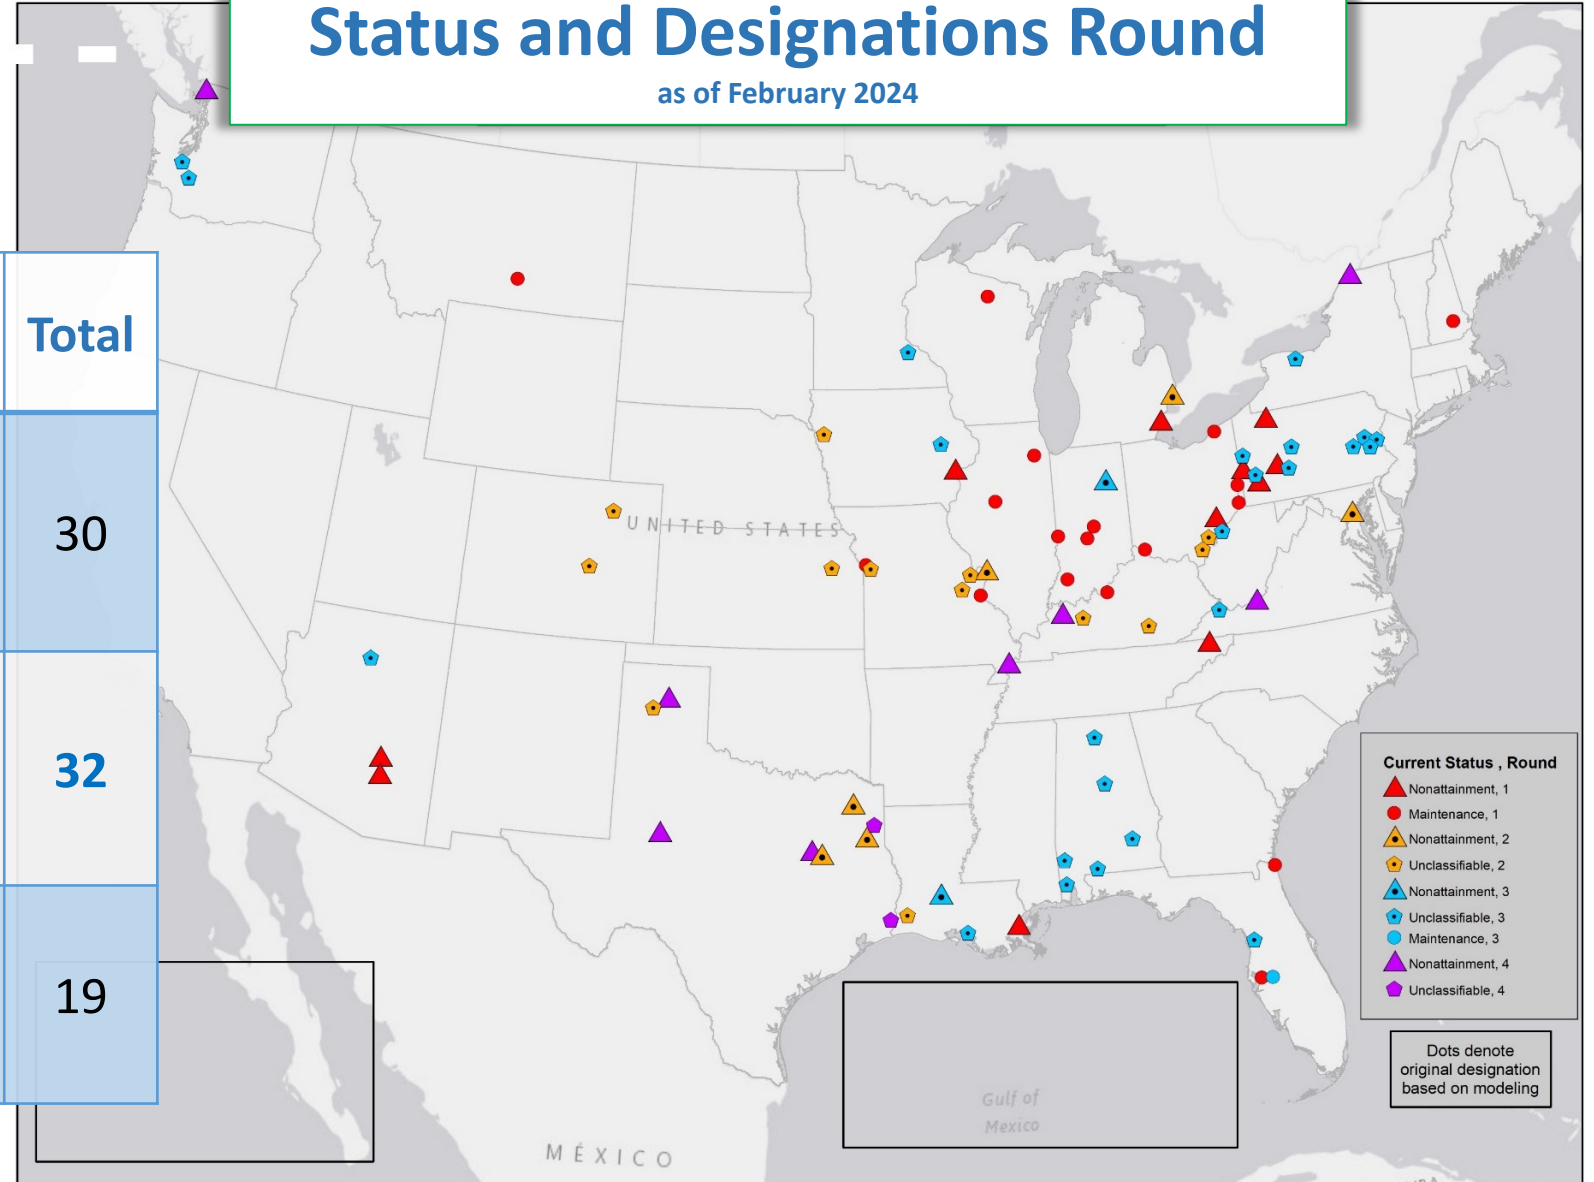 Status and Designations Round
as of February 2024
Total
30
32
19
UNITED STATES
Current Status , Round
Nonattainment, 1
Maintenance, 1
Nonattainment, 2
Unclassifiable, 2
Nonattainment, 3
Unclassifiable, 3
Maintenance, 3
Nonattainment, 4
Unclassifiable, 4
Dots denote
original designation
based on modeling
Gulf of
Mexico
MÉXICO